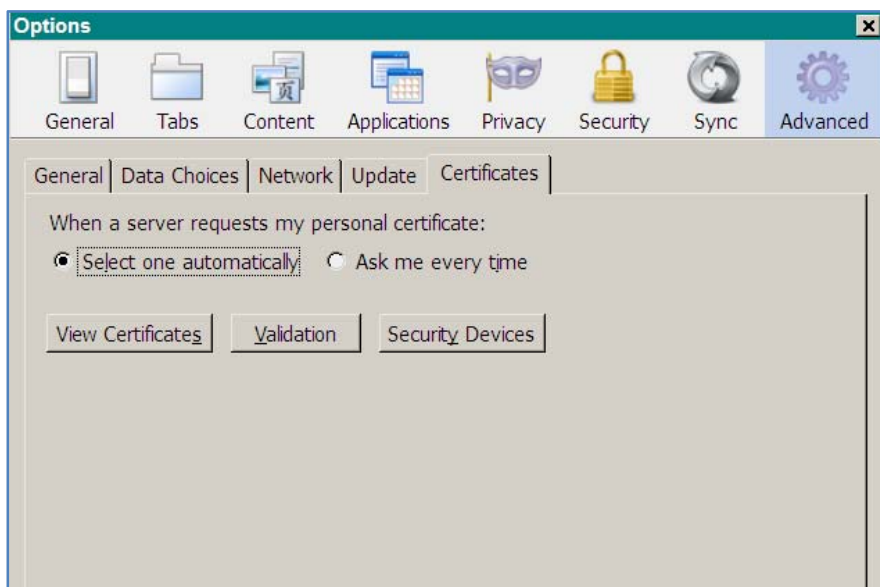 Options
页
General Tabs Content Applications Privacy Security Sync Advanced
General Data Choices Network Update Certificates
When a server requests my personal certificate:
Select one automatically Ask me every time
View Certificates Validation Security Devices